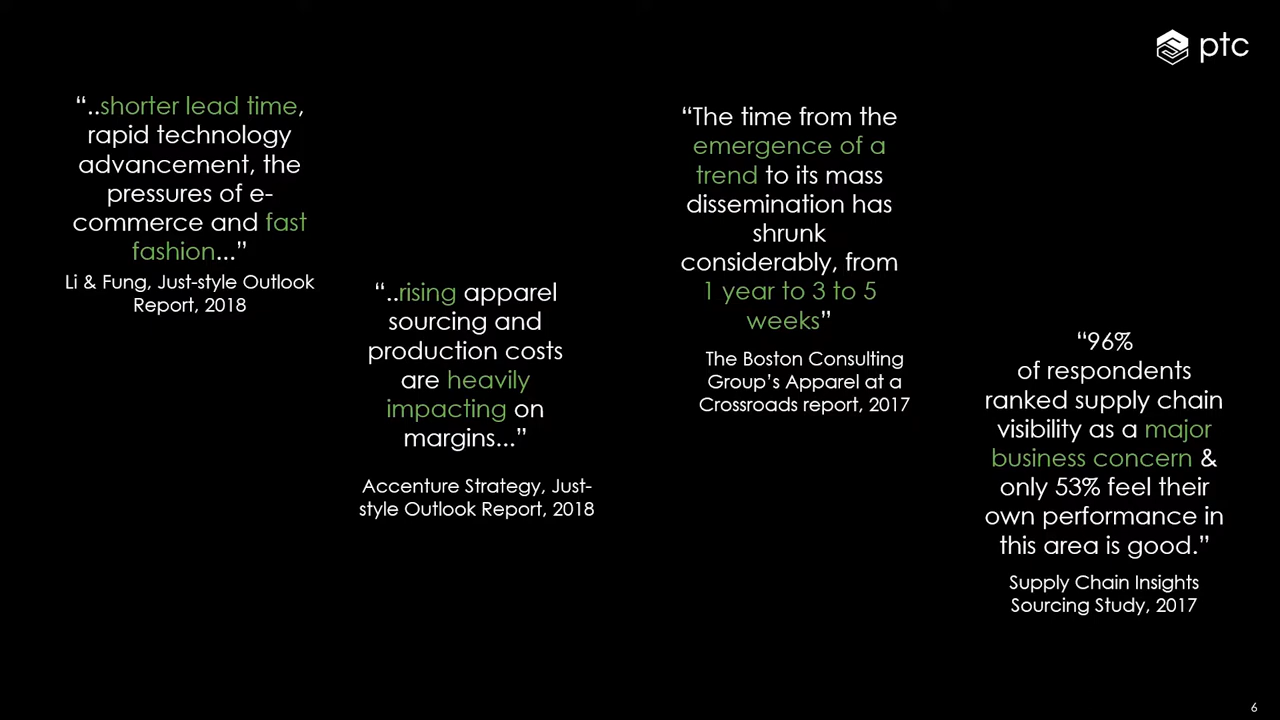 ptc
“..shorter lead time,
rapid technology
advancement, the
pressures of e-
commerce and fast
fashion...”
Li & Fung, Just-style Outlook
Report, 2018
“..rising apparel
sourcing and
production costs
are heavily
impacting on
margins...”
Accenture Strategy, Just-
style Outlook Report, 2018
“The time from the
emergence of a
trend to its mass
dissemination has
shrunk
considerably, from
1 year to 3 to 5
weeks”
The Boston Consulting
Group’s Apparel at a
Crossroads report, 2017
“96%
of respondents
ranked supply chain
visibility as a major
business concern &
only 53% feel their
own performance in
this area is good.”
Supply Chain Insights
Sourcing Study, 2017
6